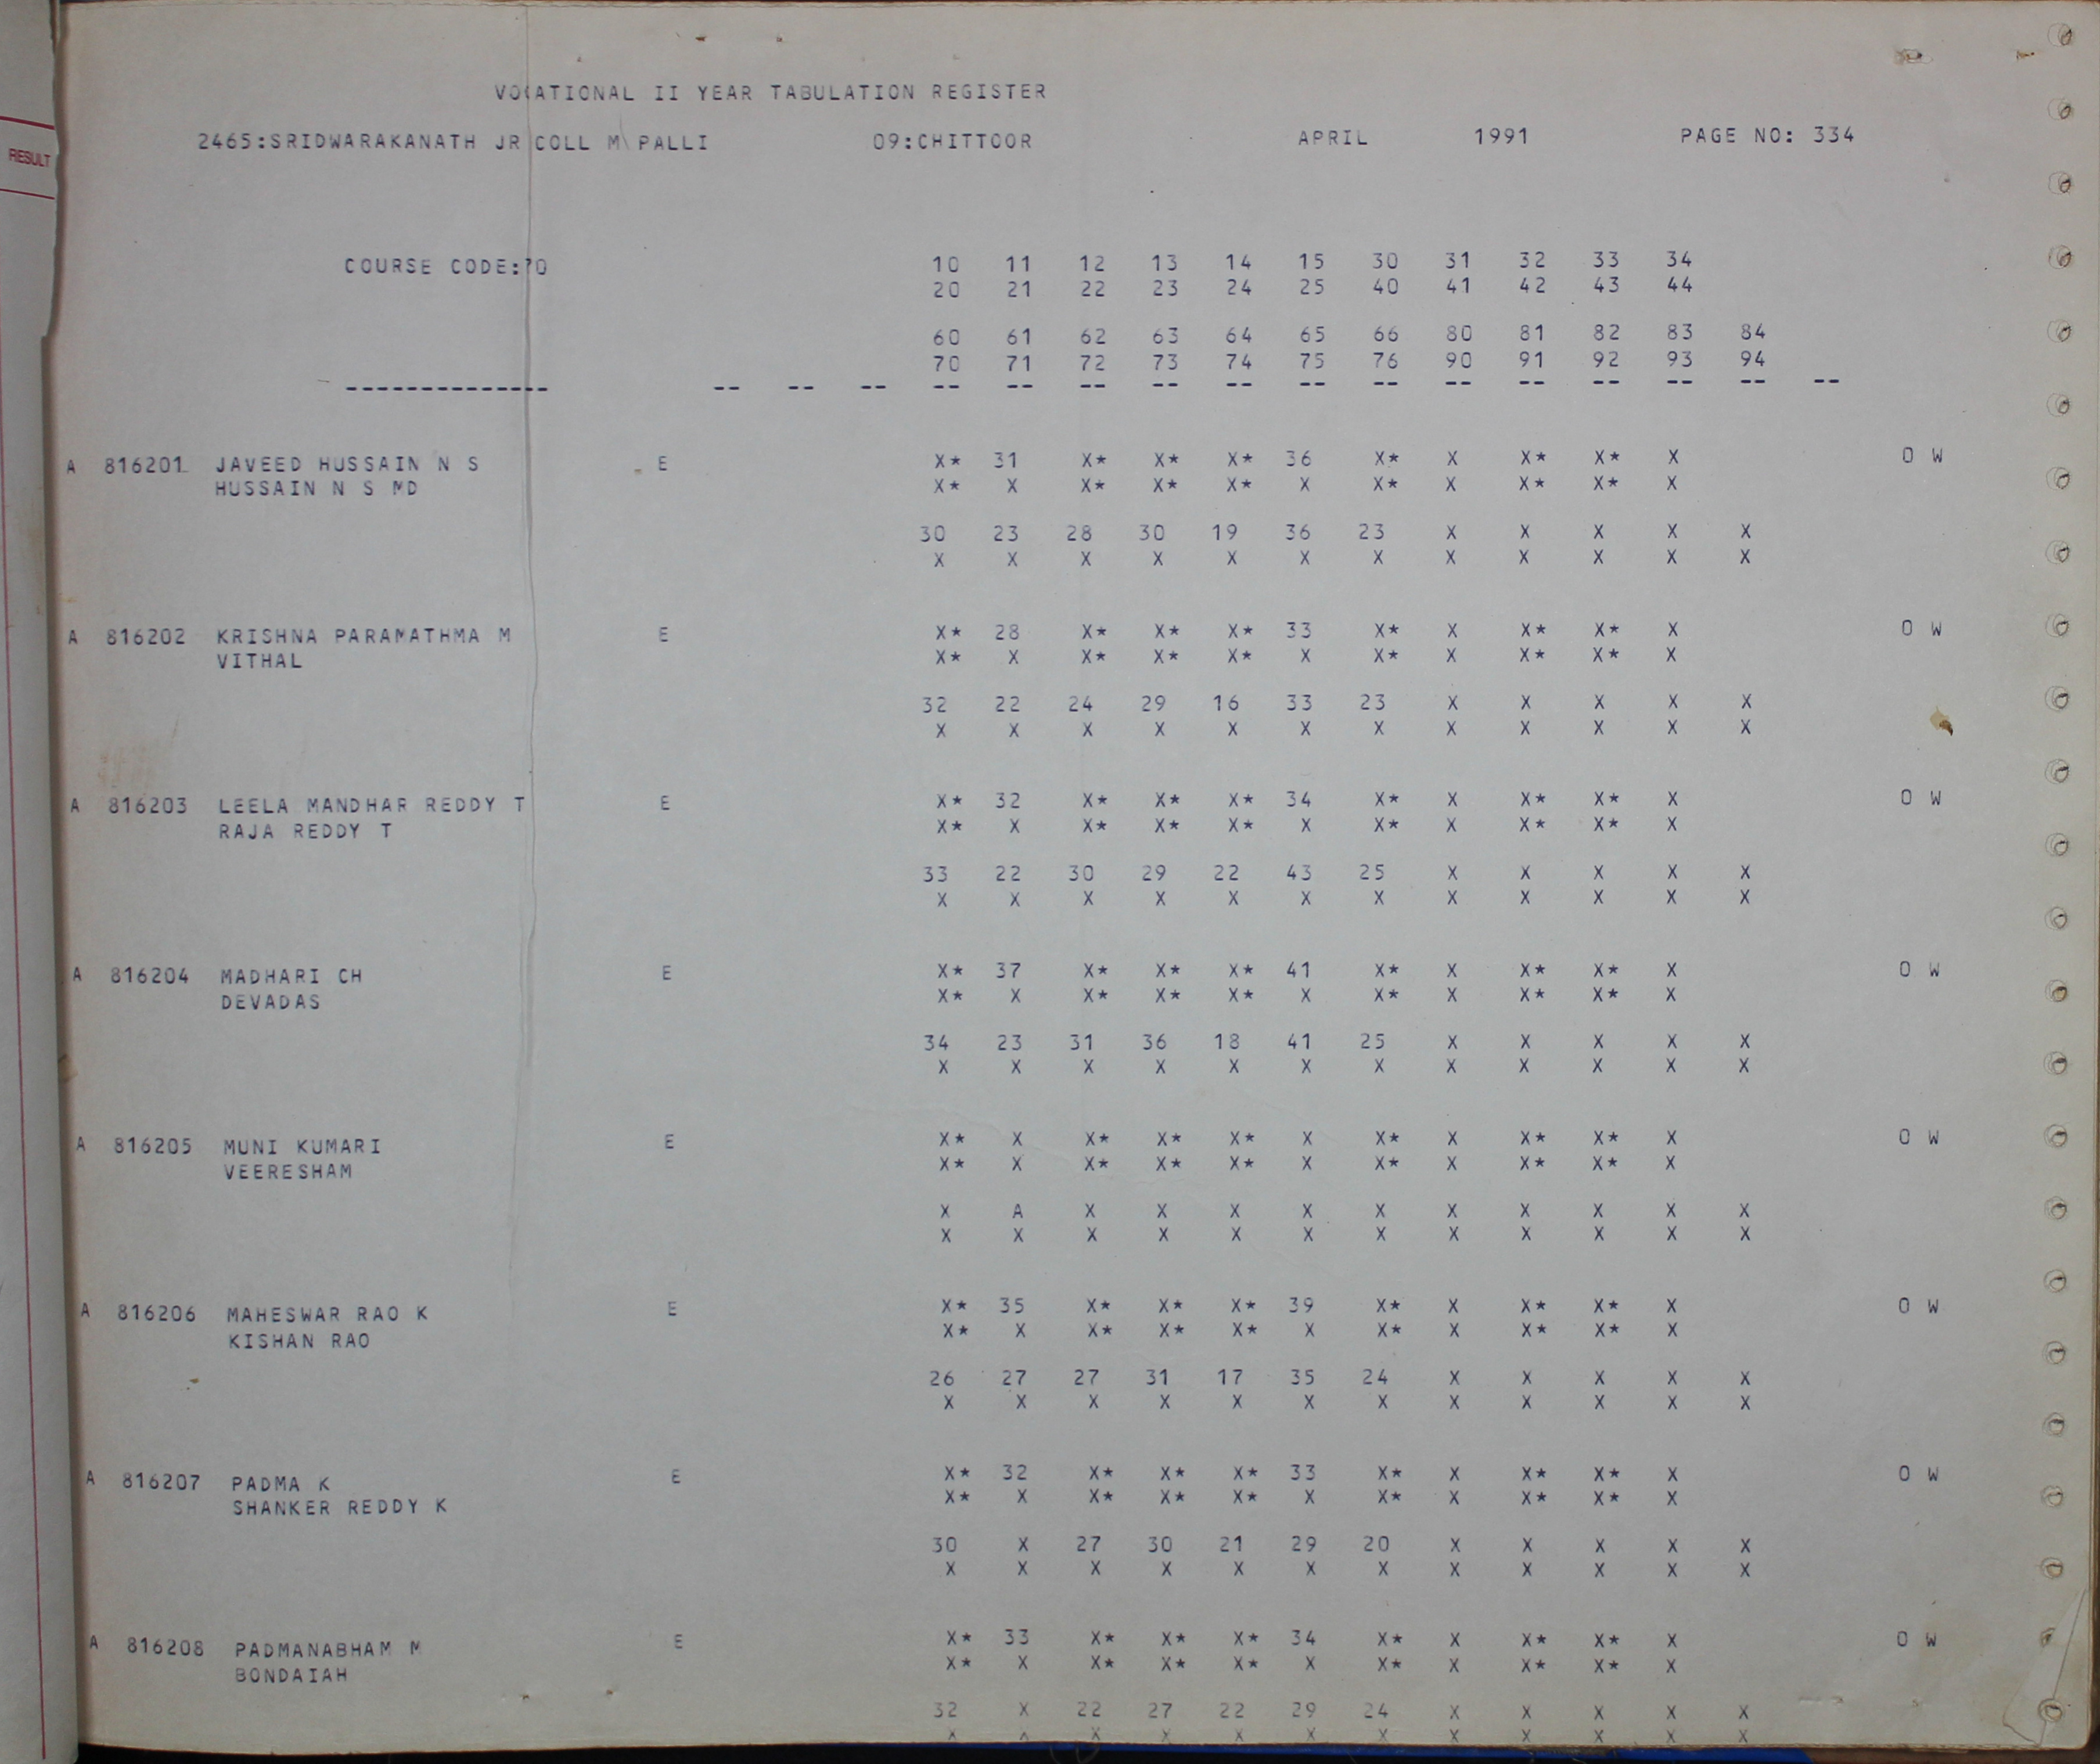 RESULT
VOCATIONAL II YEAR TABULATION REGISTER
2465:SRIDWARAKANATH JR COLL M PALLI 09:CHITTOOR APRIL 1991 PAGE NO: 334
COURSE CODE:70 10 11 12 13 14 15 30 31 32 33 34
20 21 22 23 24 25 40 41 42 43 44
60 61 62 63 64 65 66 80 81 82 83 84
70 71 72 73 74 75 76 90 91 92 93 94
-------------- -- -- -- -- -- -- -- -- -- -- -- -- -- -- -- --
A 816201 JAVEED HUSSAIN N S E X* 31 X* X* X* 36 X* X X* X* X O W
HUSSAIN N S MD X* X X* X* X* X X* X X* X* X
30 23 28 30 19 36 23 X X X X X
X X X X X X X X X X X X
A 816202 KRISHNA PARAMATHMA M E X* 28 X* X* X* 33 X* X X* X* X O W
VITHAL X* X X* X* X* X X* X X* X* X
32 22 24 29 16 33 23 X X X X X
X X X X X X X X X X X X
A 816203 LEELA MANDHAR REDDY T E X* 32 X* X* X* 34 X* X X* X* X O W
RAJA REDDY T X* X X* X* X* X X* X X* X* X
33 22 30 29 22 43 25 X X X X X
X X X X X X X X X X X X
A 816204 MADHARI CH E X* 37 X* X* X* 41 X* X X* X* X O W
DEVADAS X* X X* X* X* X X* X X* X* X
34 23 31 36 18 41 25 X X X X X
X X X X X X X X X X X X
A 816205 MUNI KUMARI E X* X X* X* X* X X* X X* X* X O W
VEERESHAM X* X X* X* X* X X* X X* X* X
X A X X X X X X X X X X
X X X X X X X X X X X X
A 816206 MAHESWAR RAO K E X* 35 X* X* X* 39 X* X X* X* X O W
KISHAN RAO X* X X* X* X* X X* X X* X* X
26 27 27 31 17 35 24 X X X X X
X X X X X X X X X X X X
A 816207 PADMA K E X* 32 X* X* X* 33 X* X X* X* X O W
SHANKER REDDY K X* X X* X* X* X X* X X* X* X
30 X 27 30 21 29 20 X X X X X
X X X X X X X X X X X X
A 816208 PADMANABHAM M E X* 33 X* X* X* 34 X* X X* X* X O W
BONDAIAH X* X X* X* X* X X* X X* X* X
32 X 22 27 22 29 24 X X X X X
X X X X X X X X X X X X